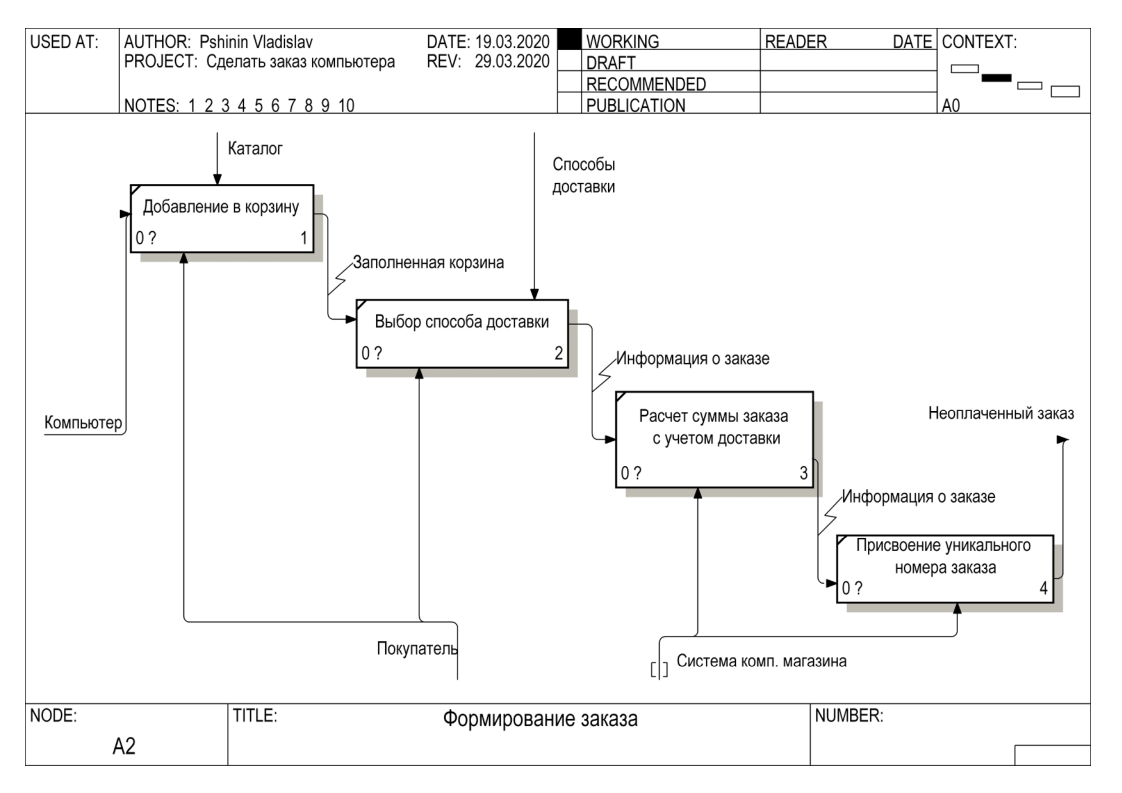 USED AT:
AUTHOR: Pshinin Vladislav
DATE: 19.03.2020
PROJECT: Сделать заказ компьютера
REV: 29.03.2020
NOTES: 1 2 3 4 5 6 7 8 9 10
WORKING
DRAFT
RECOMMENDED
PUBLICATION
READER DATE
CONTEXT:
A0
Каталог
Способы
доставки
Добавление в корзину
0 ? 1
Заполненная корзина
Выбор способа доставки
0 ? 2
Информация о заказе
Компьютер
Расчет суммы заказа
с учетом доставки
0 ? 3
Неоплаченный заказ
Информация о заказе
Присвоение уникального
номера заказа
0 ? 4
Покупатель
Система комп. магазина
NODE:
A2
TITLE:
Формирование заказа
NUMBER: